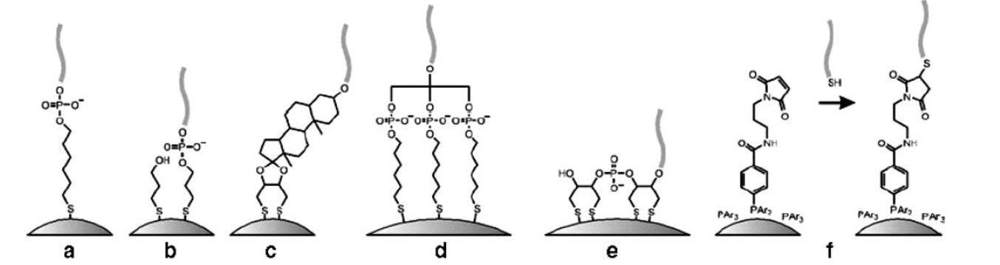 O
O=P-O⁻
O
S
a
O
O=P-O⁻
OH O
S S
b
O
O O
S S
c
O
O O O
O=P-O⁻ O=P-O⁻ O=P-O⁻
O O O
S S S
d
O
HO O-P-O O
O⁻
S S S S
e
O
N
O
O NH
PAr₃ PAr₂ PAr₃
SH
S
O
N
O
O NH
PAr₃ PAr₂ PAr₃
f